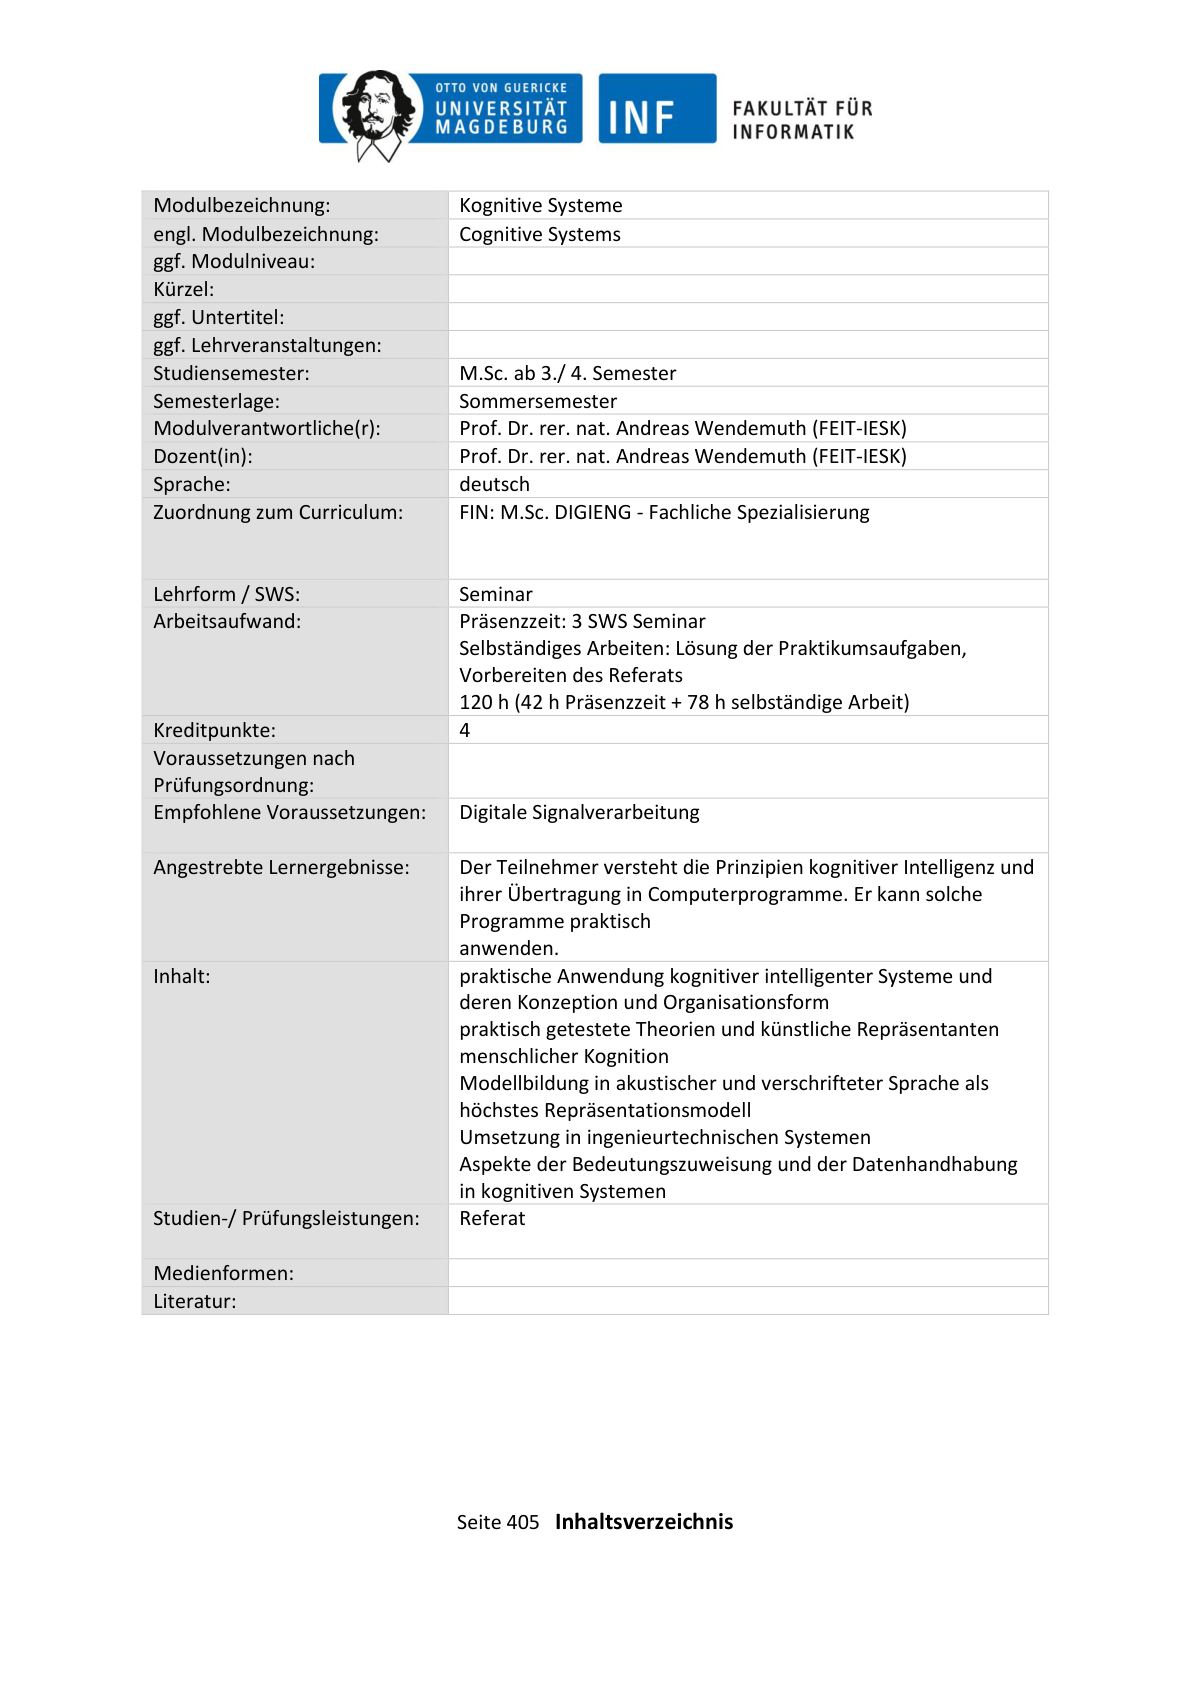 OTTO VON GUERICKE
UNIVERSITÄT
MAGDEBURG
INF
FAKULTÄT FÜR
INFORMATIK
Modulbezeichnung: Kognitive Systeme
engl. Modulbezeichnung: Cognitive Systems
ggf. Modulniveau:
Kürzel:
ggf. Untertitel:
ggf. Lehrveranstaltungen:
Studiensemester: M.Sc. ab 3./ 4. Semester
Semesterlage: Sommersemester
Modulverantwortliche(r): Prof. Dr. rer. nat. Andreas Wendemuth (FEIT-IESK)
Dozent(in): Prof. Dr. rer. nat. Andreas Wendemuth (FEIT-IESK)
Sprache: deutsch
Zuordnung zum Curriculum: FIN: M.Sc. DIGIENG - Fachliche Spezialisierung
Lehrform / SWS: Seminar
Arbeitsaufwand: Präsenzzeit: 3 SWS Seminar
Selbständiges Arbeiten: Lösung der Praktikumsaufgaben,
Vorbereiten des Referats
120 h (42 h Präsenzzeit + 78 h selbständige Arbeit)
Kreditpunkte: 4
Voraussetzungen nach
Prüfungsordnung:
Empfohlene Voraussetzungen: Digitale Signalverarbeitung
Angestrebte Lernergebnisse: Der Teilnehmer versteht die Prinzipien kognitiver Intelligenz und
ihrer Übertragung in Computerprogramme. Er kann solche
Programme praktisch
anwenden.
Inhalt: praktische Anwendung kognitiver intelligenter Systeme und
deren Konzeption und Organisationsform
praktisch getestete Theorien und künstliche Repräsentanten
menschlicher Kognition
Modellbildung in akustischer und verschrifteter Sprache als
höchstes Repräsentationsmodell
Umsetzung in ingenieurtechnischen Systemen
Aspekte der Bedeutungszuweisung und der Datenhandhabung
in kognitiven Systemen
Studien-/ Prüfungsleistungen: Referat
Medienformen:
Literatur:
Seite 405 Inhaltsverzeichnis